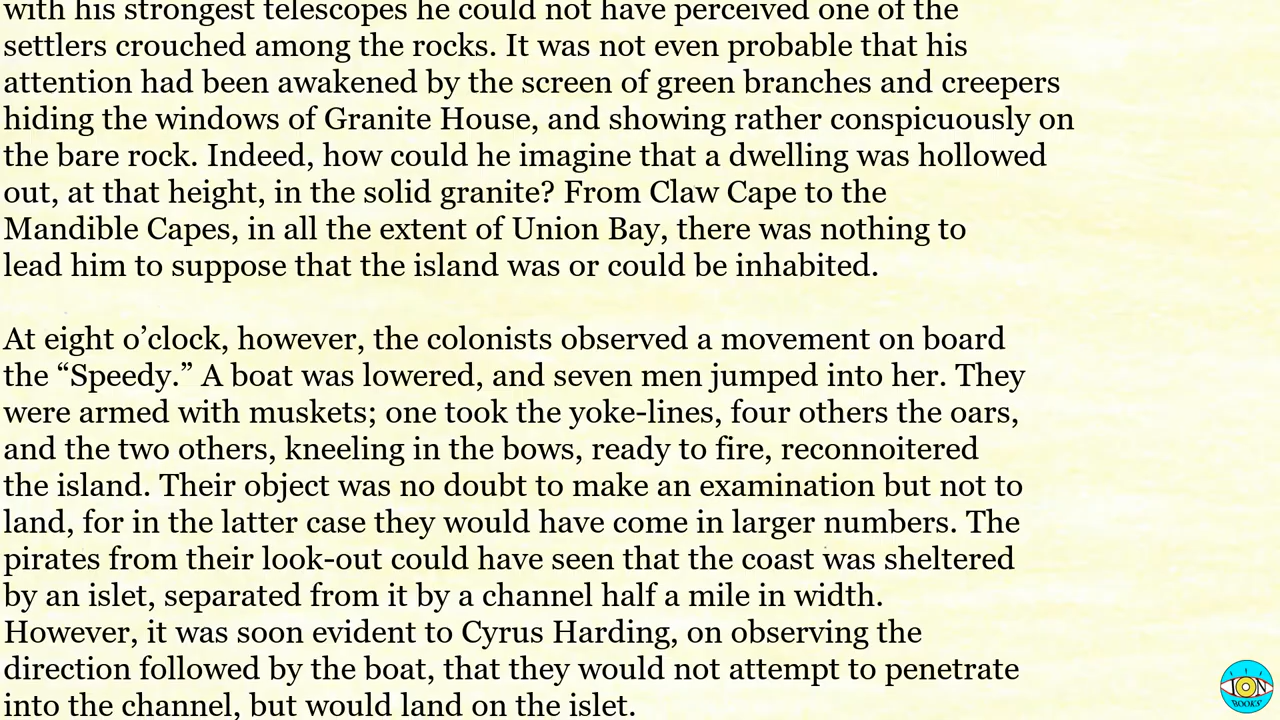 with his strongest telescopes he could not have perceived one of the
settlers crouched among the rocks. It was not even probable that his
attention had been awakened by the screen of green branches and creepers
hiding the windows of Granite House, and showing rather conspicuously on
the bare rock. Indeed, how could he imagine that a dwelling was hollowed
out, at that height, in the solid granite? From Claw Cape to the
Mandible Capes, in all the extent of Union Bay, there was nothing to
lead him to suppose that the island was or could be inhabited.
At eight o’clock, however, the colonists observed a movement on board
the “Speedy.” A boat was lowered, and seven men jumped into her. They
were armed with muskets; one took the yoke-lines, four others the oars,
and the two others, kneeling in the bows, ready to fire, reconnoitered
the island. Their object was no doubt to make an examination but not to
land, for in the latter case they would have come in larger numbers. The
pirates from their look-out could have seen that the coast was sheltered
by an islet, separated from it by a channel half a mile in width.
However, it was soon evident to Cyrus Harding, on observing the
direction followed by the boat, that they would not attempt to penetrate
into the channel, but would land on the islet.
ION
BOOKS